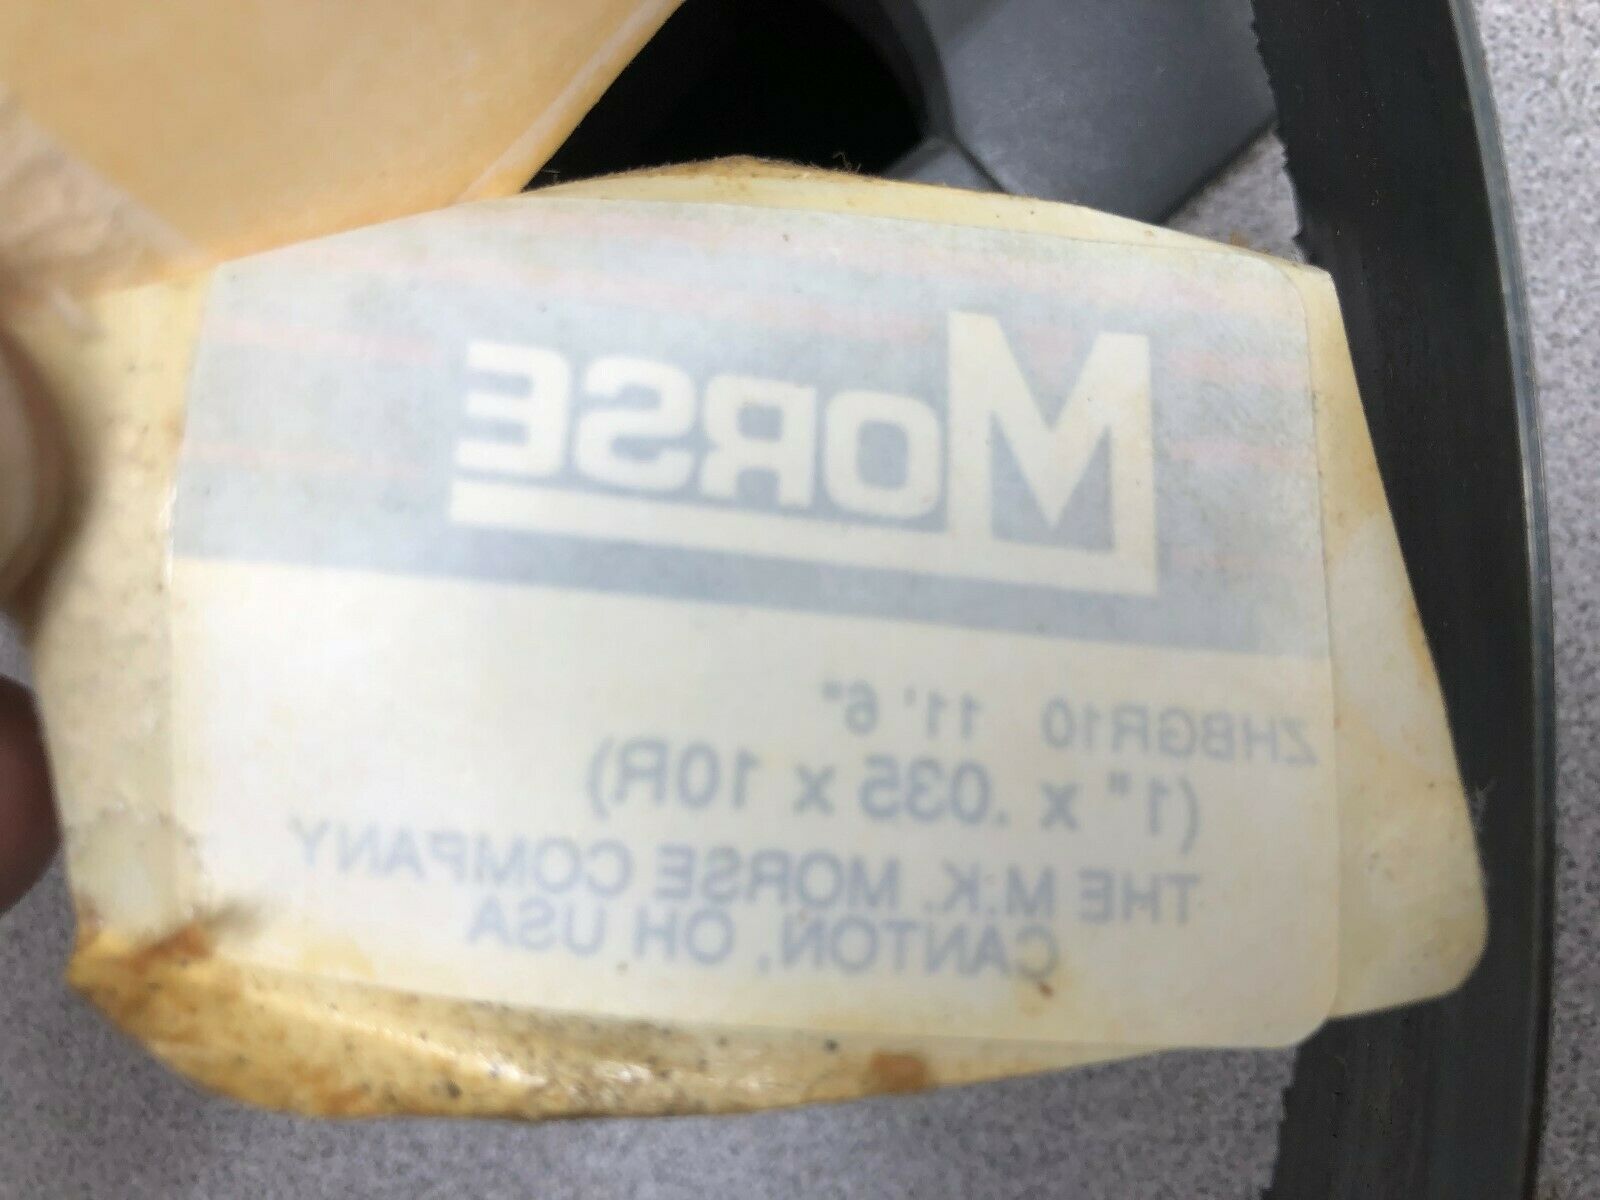 MORSE
ZHBGR10 11' 6"
(1" x .035 x 10R)
THE M.K. MORSE COMPANY
CANTON, OH USA